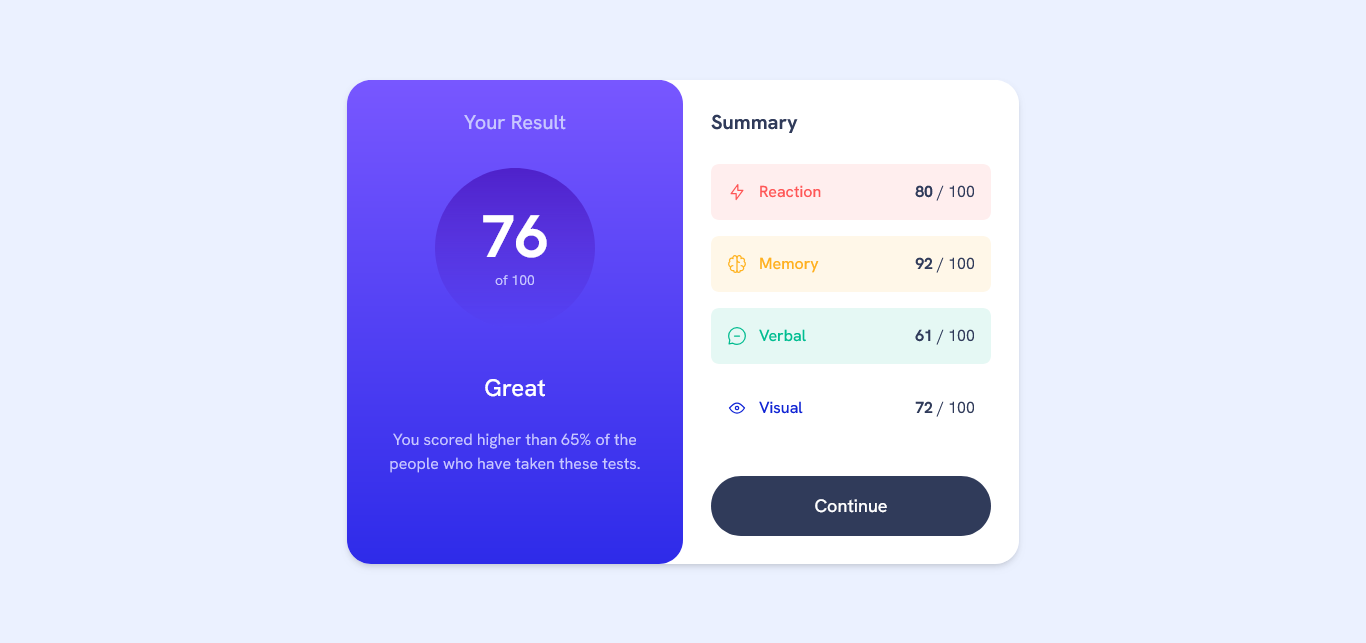 Your Result
76
of 100
Great
You scored higher than 65% of the
people who have taken these tests.
Summary
Reaction 80 / 100
Memory 92 / 100
Verbal 61 / 100
Visual 72 / 100
Continue